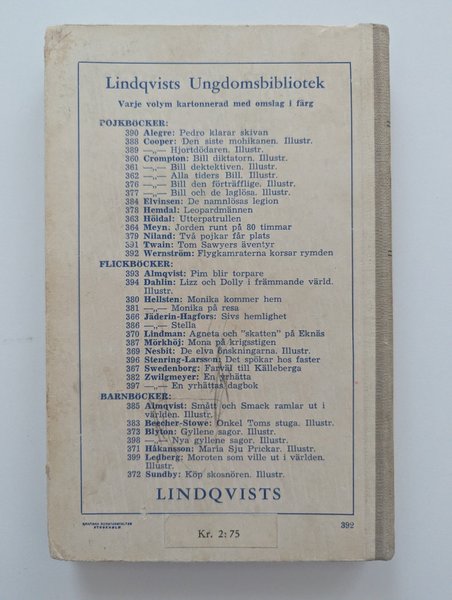 Lindqvists Ungdomsbibliotek
Varje volym kartonnerad med omslag i färg
POJKBÖCKER:
390 Alegre: Pedro klarar skivan
388 Cooper: Den siste mohikanen. Illustr.
389 —„— Hjortdödaren. Illustr.
360 Crompton: Bill diktatorn. Illustr.
361 —„— Bill dektektiven. Illustr.
362 —„— Alla tiders Bill. Illustr.
376 —„— Bill den förträfflige. Illustr.
377 —„— Bill och de laglösa. Illustr.
384 Elvinsen: De namnlösas legion
378 Hemdal: Leopardmännen
363 Höidal: Utterpatrullen
364 Meyn: Jorden runt på 80 timmar
379 Niland: Två pojkar får plats
391 Twain: Tom Sawyers äventyr
392 Wernström: Flygkamraterna korsar rymden
FLICKBÖCKER:
393 Almqvist: Pim blir torpare
394 Dahlin: Lizz och Dolly i främmande värld.
Illustr.
380 Heilsten: Monika kommer hem
381 —„— Monika på resa
366 Jäderin-Hagfors: Sivs hemlighet
386 —„— Stella
370 Lindman: Agneta och "skatten" på Eknäs
387 Mörkhöj: Mona på krigsstigen
369 Nesbit: De elva önskningarna. Illustr.
396 Stenring-Larsson: Det spökar hos faster
367 Swedenborg: Farväl till Källeberga
382 Zwilgmeyer: En yrhätta
397 —„— En yrhättas dagbok
BARNBÖCKER:
385 Almqvist: Smått och Smack ramlar ut i
världen. Illustr.
383 Beecher-Stowe: Onkel Toms stuga. Illustr.
373 Blyton: Gyllene sagor. Illustr.
398 —„— Nya gyllene sagor. Illustr.
371 Håkansson: Maria Sju Prickar. Illustr.
399 Ledberg: Moroten som ville ut i världen.
Illustr.
372 Sundby: Köp skosnören. Illustr.
LINDQVISTS
STOCKHOLM
392
Kr. 2:75